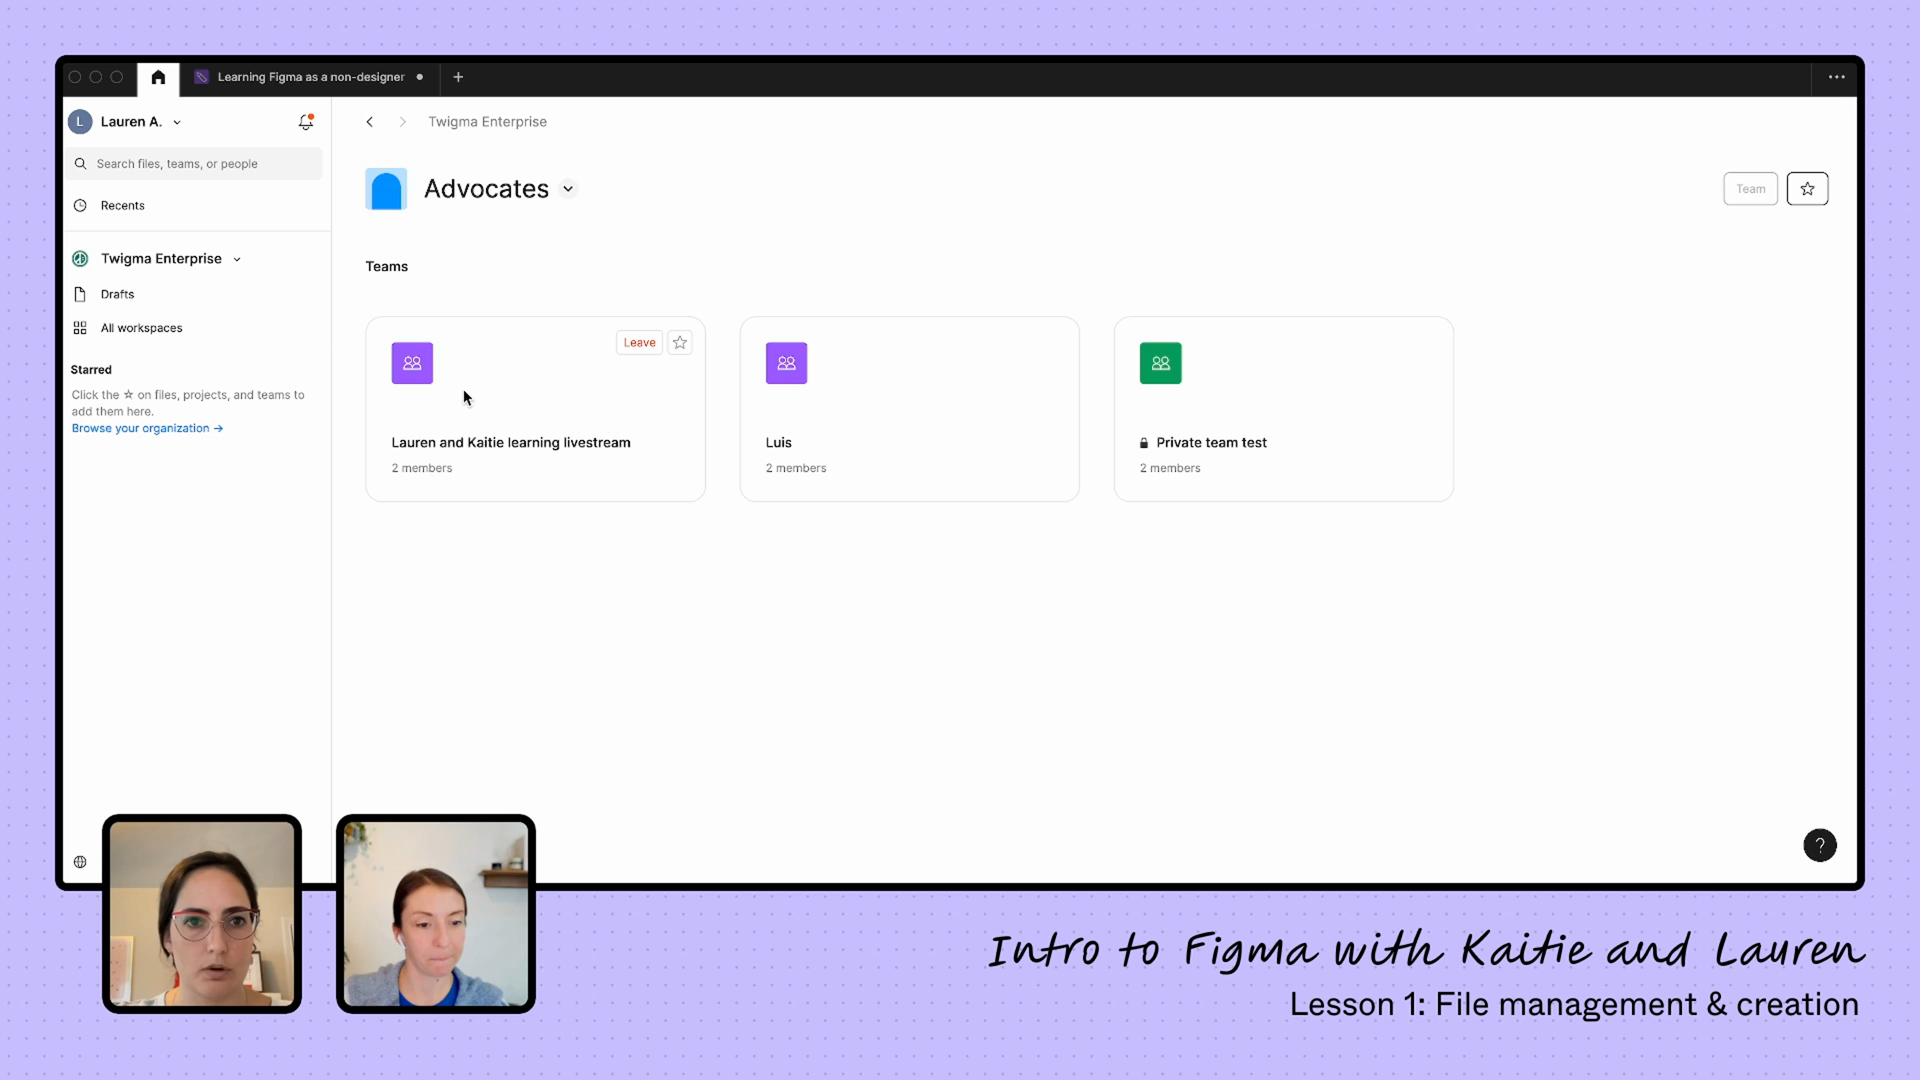 Learning Figma as a non-designer
L Lauren A.
Search files, teams, or people
Recents
Twigma Enterprise
Drafts
All workspaces
Starred
Click the ☆ on files, projects, and teams to
add them here.
Browse your organization →
Twigma Enterprise
Advocates
Team
Teams
Leave
Lauren and Kaitie learning livestream
2 members
Luis
2 members
Private team test
2 members
?
Intro to Figma with Kaitie and Lauren
Lesson 1: File management & creation